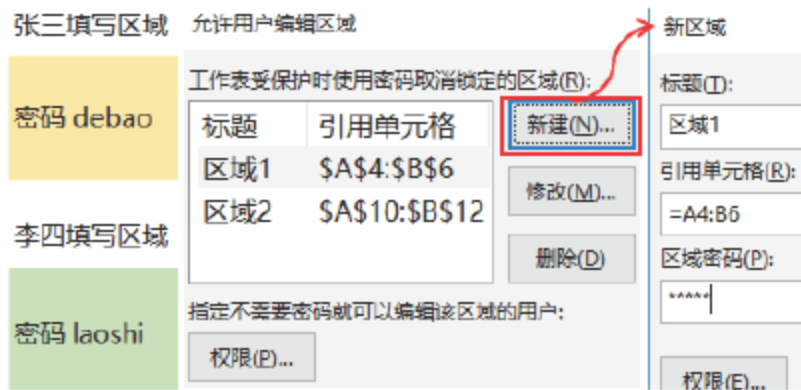 张三填写区域
密码 debao
李四填写区域
密码 laoshi
允许用户编辑区域
工作表受保护时使用密码取消锁定的区域(R):
标题 引用单元格
区域1 $A$4:$B$6
区域2 $A$10:$B$12
新建(N)...
修改(M)...
删除(D)
指定不需要密码就可以编辑该区域的用户:
权限(P)...
新区域
标题(T):
区域1
引用单元格(R):
=A4:B6
区域密码(P):
*****
权限(E)...